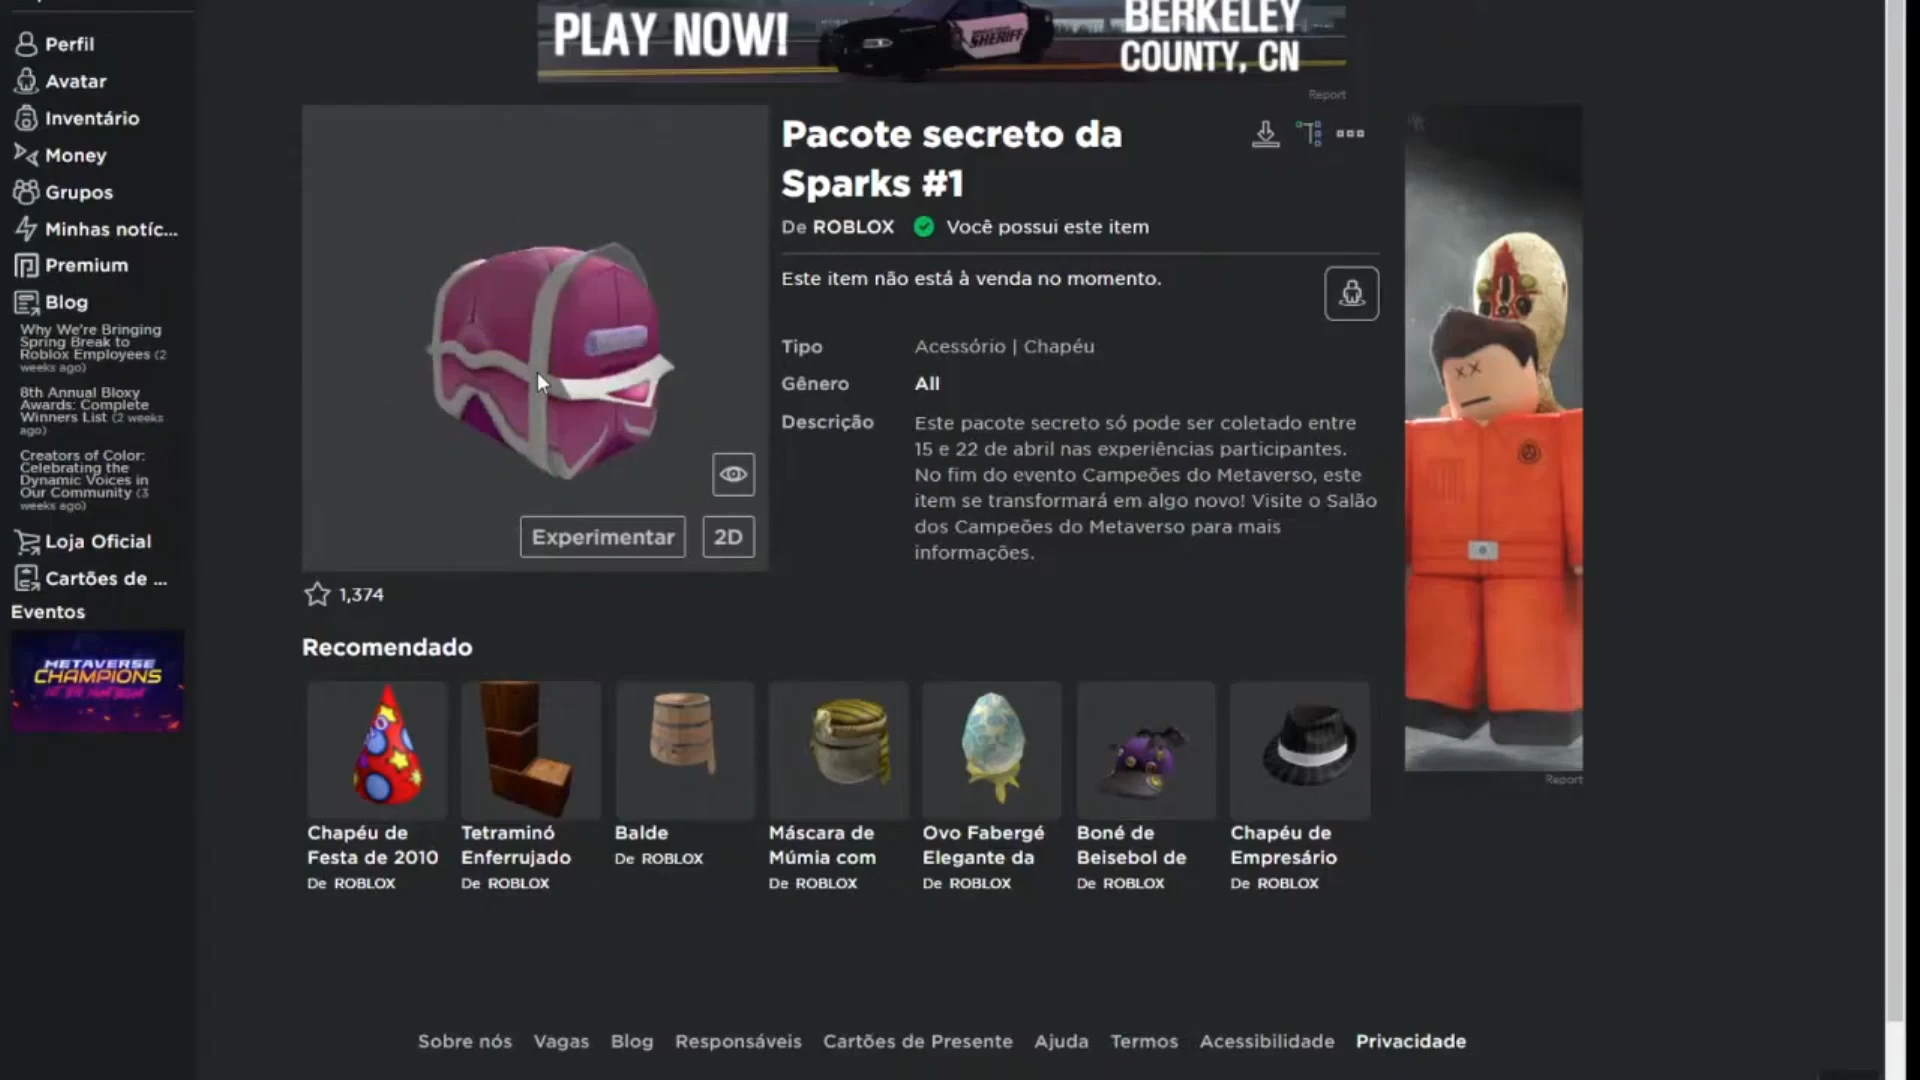 PLAY NOW!
SHERIFF
BERKELEY
COUNTY, CN
Report
Perfil
Avatar
Inventário
Money
Grupos
Minhas notíc...
Premium
Blog
Why We're Bringing
Spring Break to
Roblox Employees (2
weeks ago)
8th Annual Bloxy
Awards: Complete
Winners List (2 weeks
ago)
Creators of Color:
Celebrating the
Dynamic Voices in
Our Community (3
weeks ago)
Loja Oficial
Cartões de ...
Eventos
METAVERSE
CHAMPIONS
Pacote secreto da
Sparks #1
De ROBLOX Você possui este item
Este item não está à venda no momento.
Tipo Acessório | Chapéu
Gênero All
Descrição Este pacote secreto só pode ser coletado entre
15 e 22 de abril nas experiências participantes.
No fim do evento Campeões do Metaverso, este
item se transformará em algo novo! Visite o Salão
dos Campeões do Metaverso para mais
informações.
Experimentar 2D
1,374
Recomendado
Chapéu de
Festa de 2010
De ROBLOX
Tetraminó
Enferrujado
De ROBLOX
Balde
De ROBLOX
Máscara de
Múmia com
De ROBLOX
Ovo Fabergé
Elegante da
De ROBLOX
Boné de
Beisebol de
De ROBLOX
Chapéu de
Empresário
De ROBLOX
Report
Sobre nós Vagas Blog Responsáveis Cartões de Presente Ajuda Termos Acessibilidade Privacidade